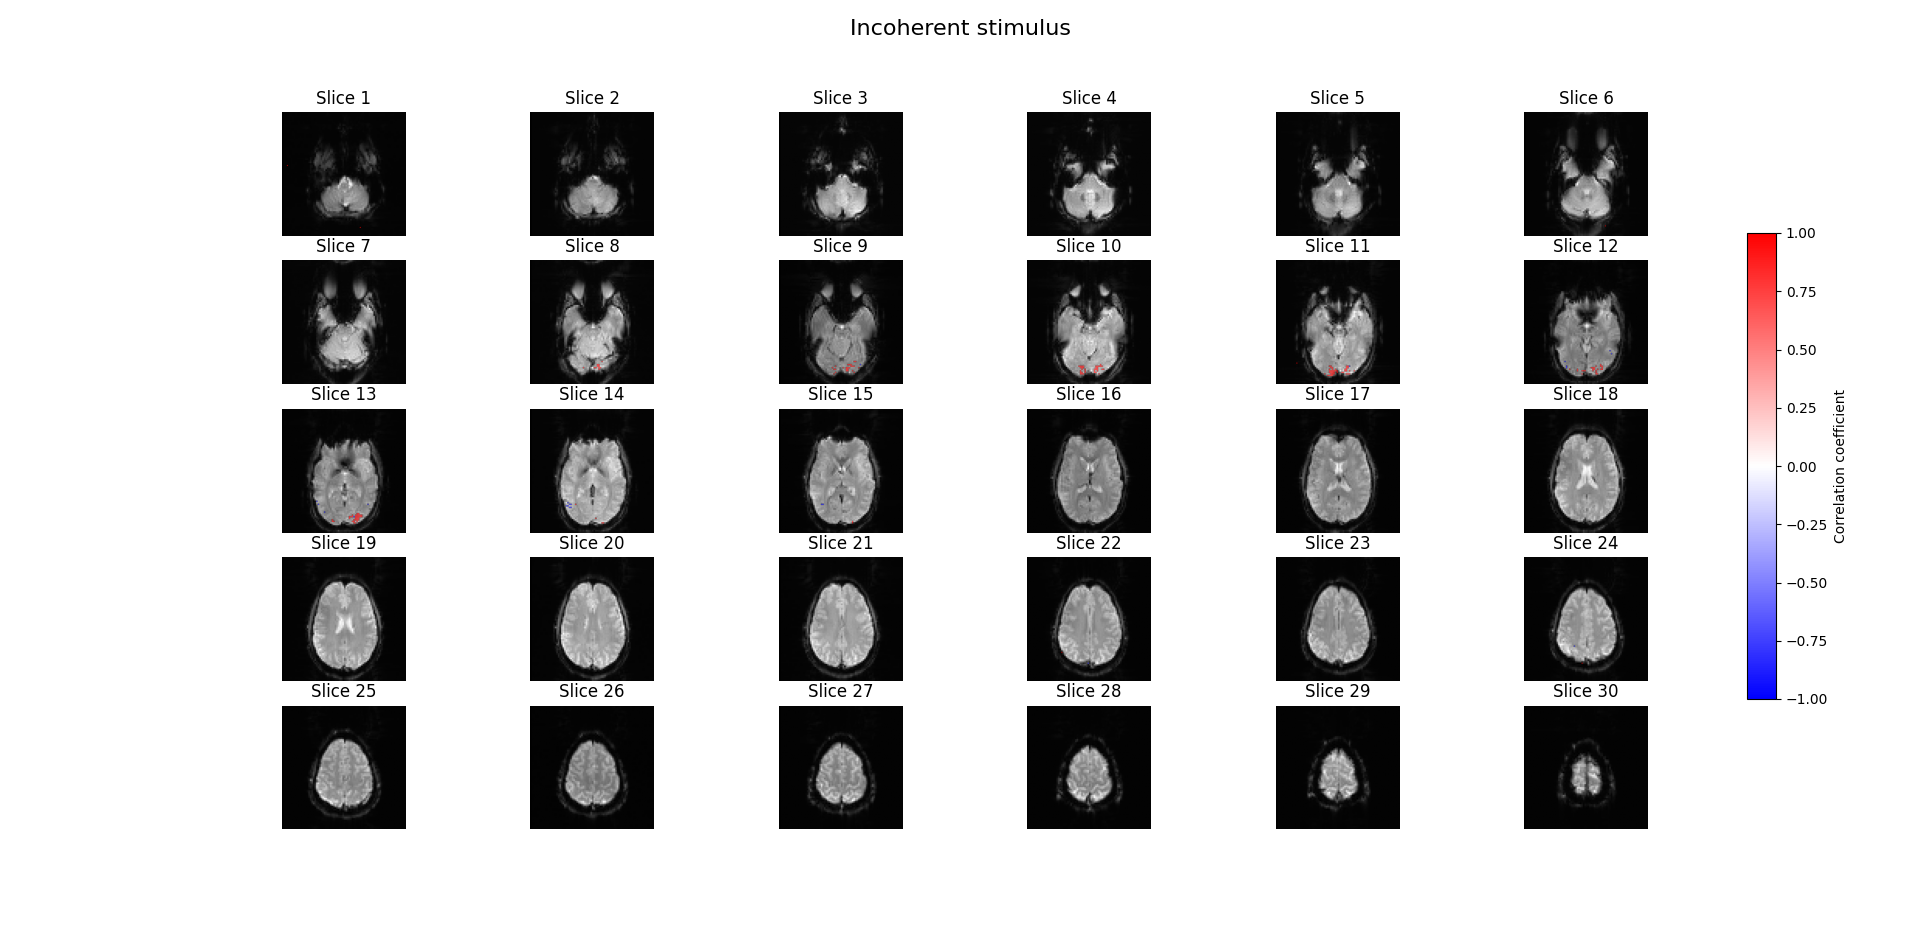 Incoherent stimulus
Slice 1
Slice 2
Slice 3
Slice 4
Slice 5
Slice 6
Slice 7
Slice 8
Slice 9
Slice 10
Slice 11
Slice 12
Slice 13
Slice 14
Slice 15
Slice 16
Slice 17
Slice 18
Slice 19
Slice 20
Slice 21
Slice 22
Slice 23
Slice 24
Slice 25
Slice 26
Slice 27
Slice 28
Slice 29
Slice 30
1.00
0.75
0.50
0.25
0.00
−0.25
−0.50
−0.75
−1.00
Correlation coefficient